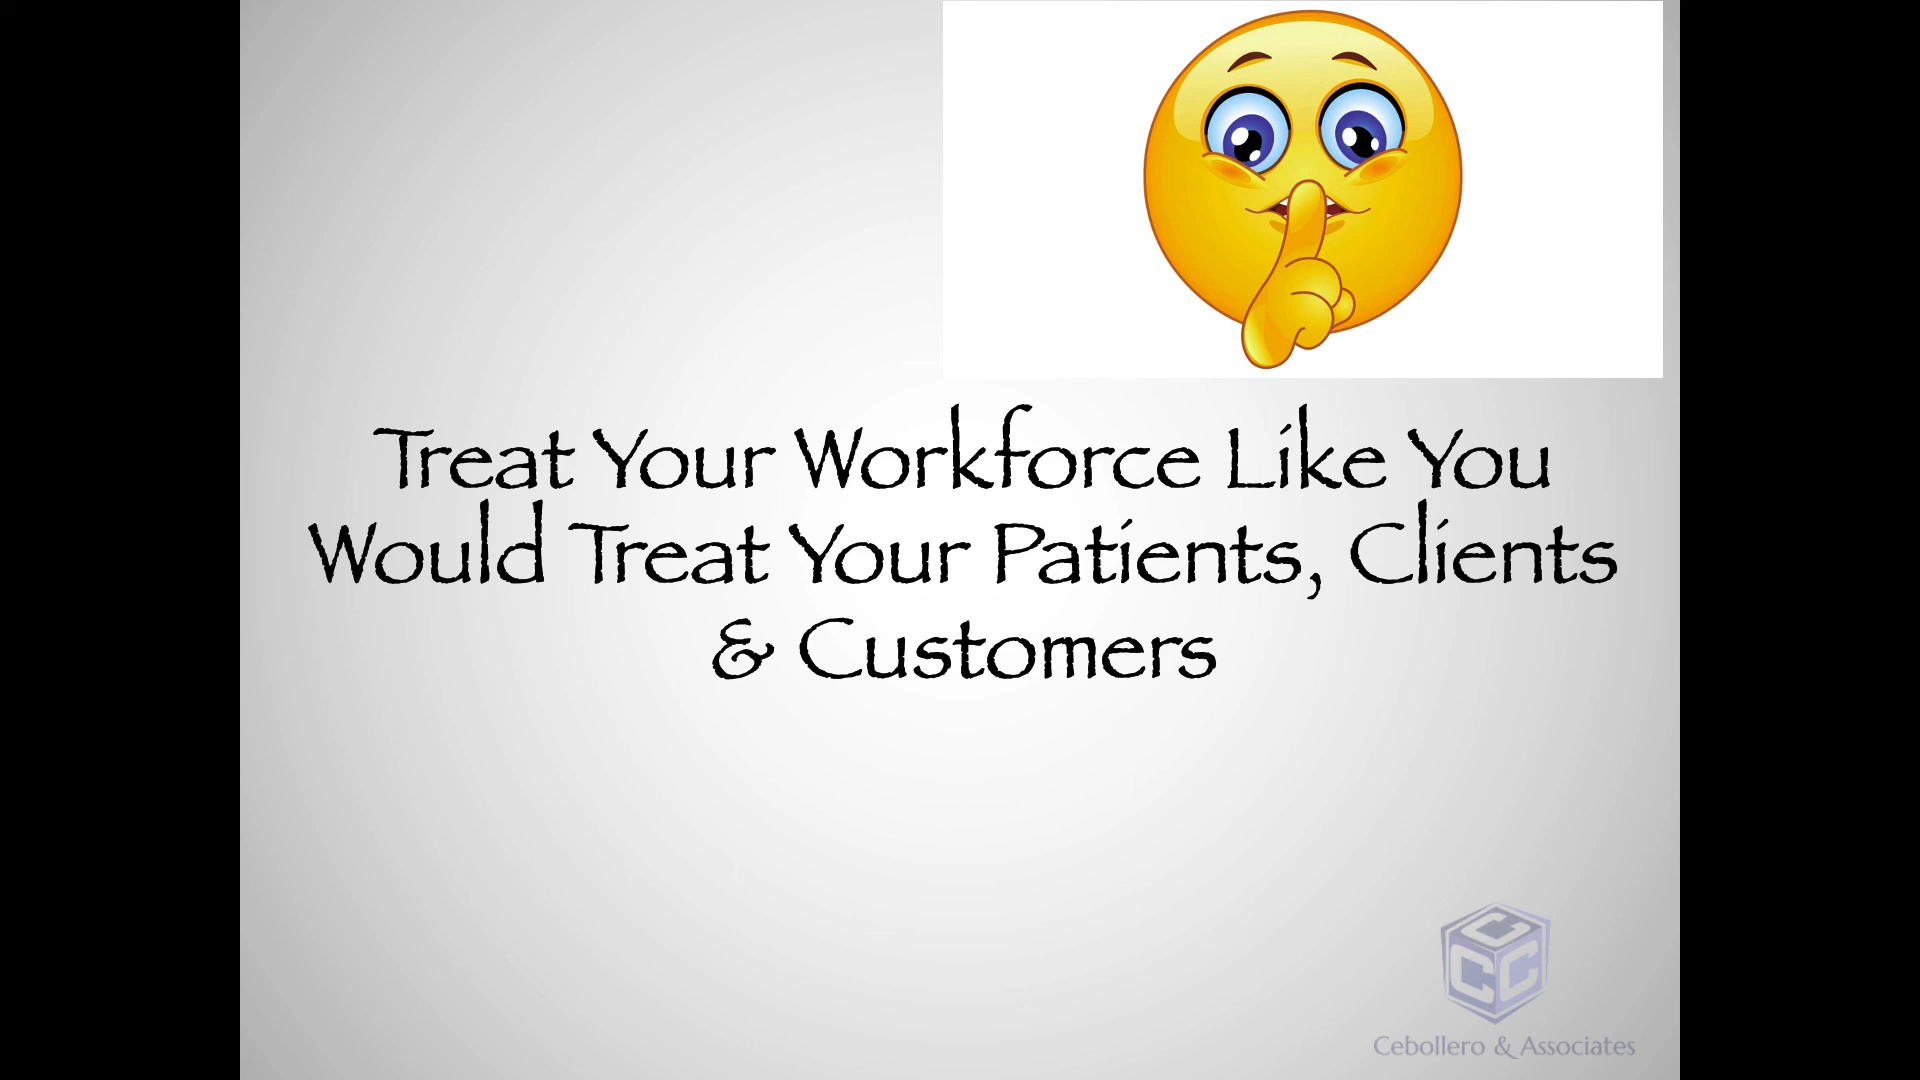 Treat Your Workforce Like You
Would Treat Your Patients, Clients
& Customers
C
C C
Cebollero & Associates